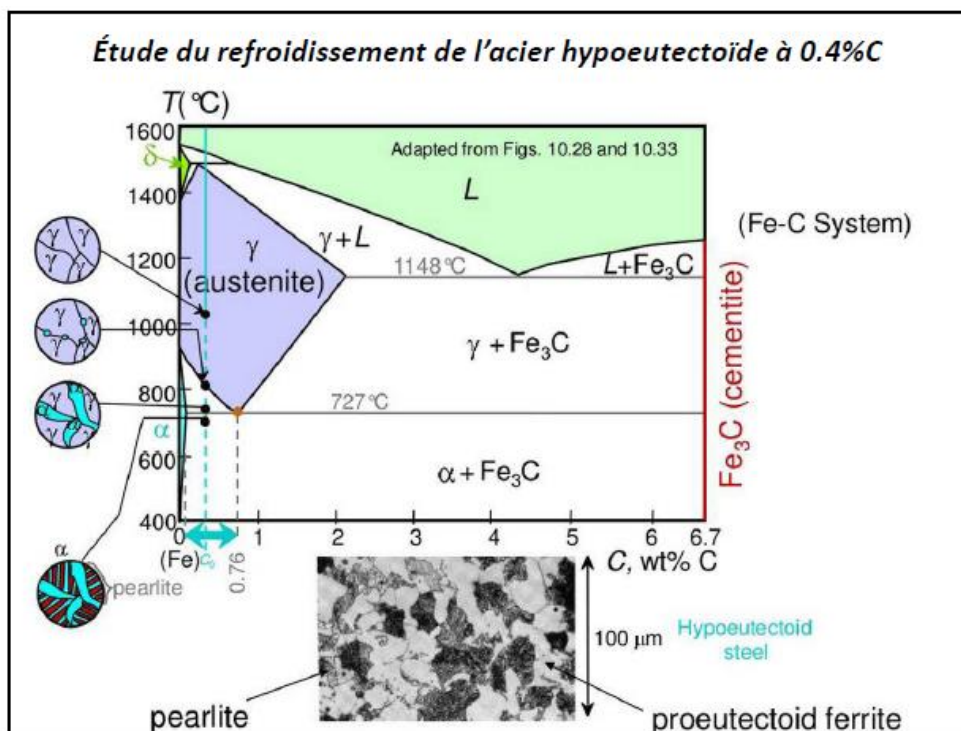 Étude du refroidissement de l'acier hypoeutectoïde à 0.4%C
T(°C)
1600
1400
1200
1000
800
600
400
δ
Adapted from Figs. 10.28 and 10.33
L
γ+L
(Fe-C System)
γ
(austenite)
1148°C
L+Fe₃C
γ + Fe₃C
727°C
α
α + Fe₃C
Fe₃C (cementite)
γ γ
γ γ
γ γ
γ γ
γ γ
γ γ
0 1 2 3 4 5 6 6.7
(Fe)
C₀
0.76
C, wt% C
α
pearlite
100 μm
Hypoeutectoid
steel
pearlite
proeutectoid ferrite